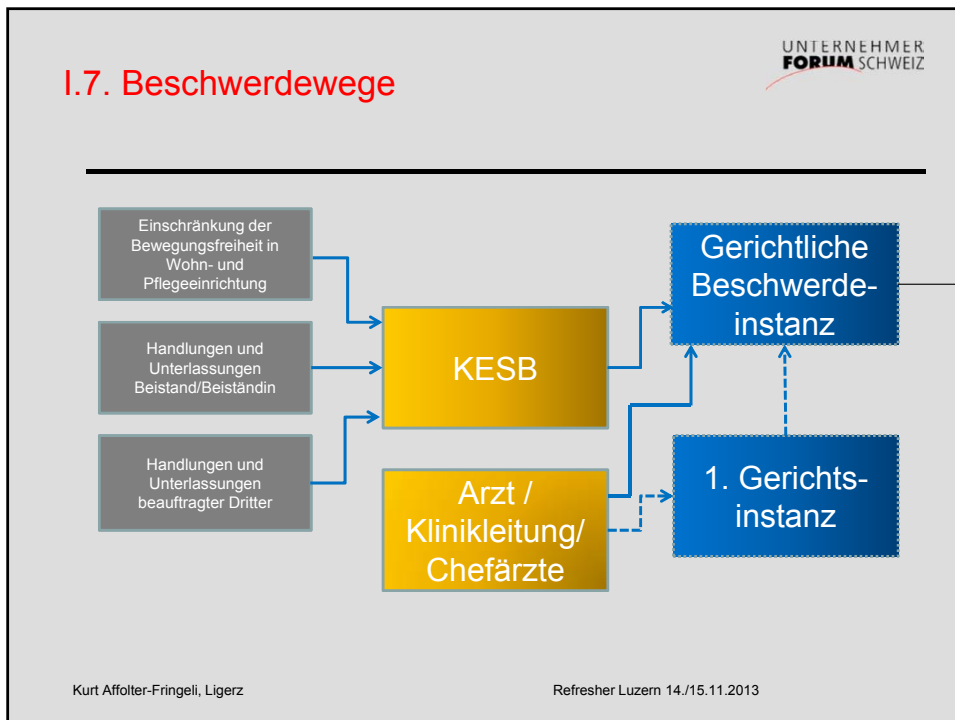 UNTERNEHMER
FORUM SCHWEIZ
I.7. Beschwerdewege
Einschränkung der
Bewegungsfreiheit in
Wohn- und
Pflegeeinrichtung
Handlungen und
Unterlassungen
Beistand/Beiständin
Handlungen und
Unterlassungen
beauftragter Dritter
KESB
Arzt /
Klinikleitung/
Chefärzte
Gerichtliche
Beschwerde-
instanz
1. Gerichts-
instanz
Kurt Affolter-Fringeli, Ligerz
Refresher Luzern 14./15.11.2013